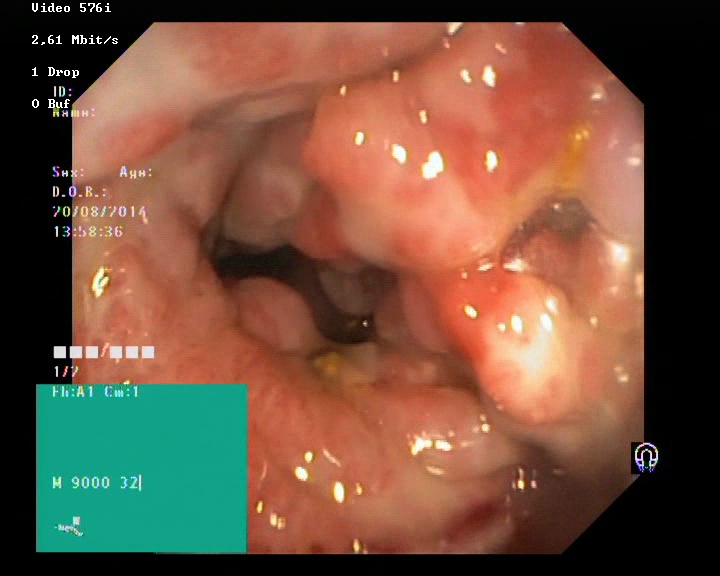 Video 576i
2,61 Mbit/s
1 Drop
0 Buf
ID:
Name:
Sex: Age:
D.O.B.:
20/08/2014
13:58:36
1/2
Eh:A1 Cm:1
M 9000 32